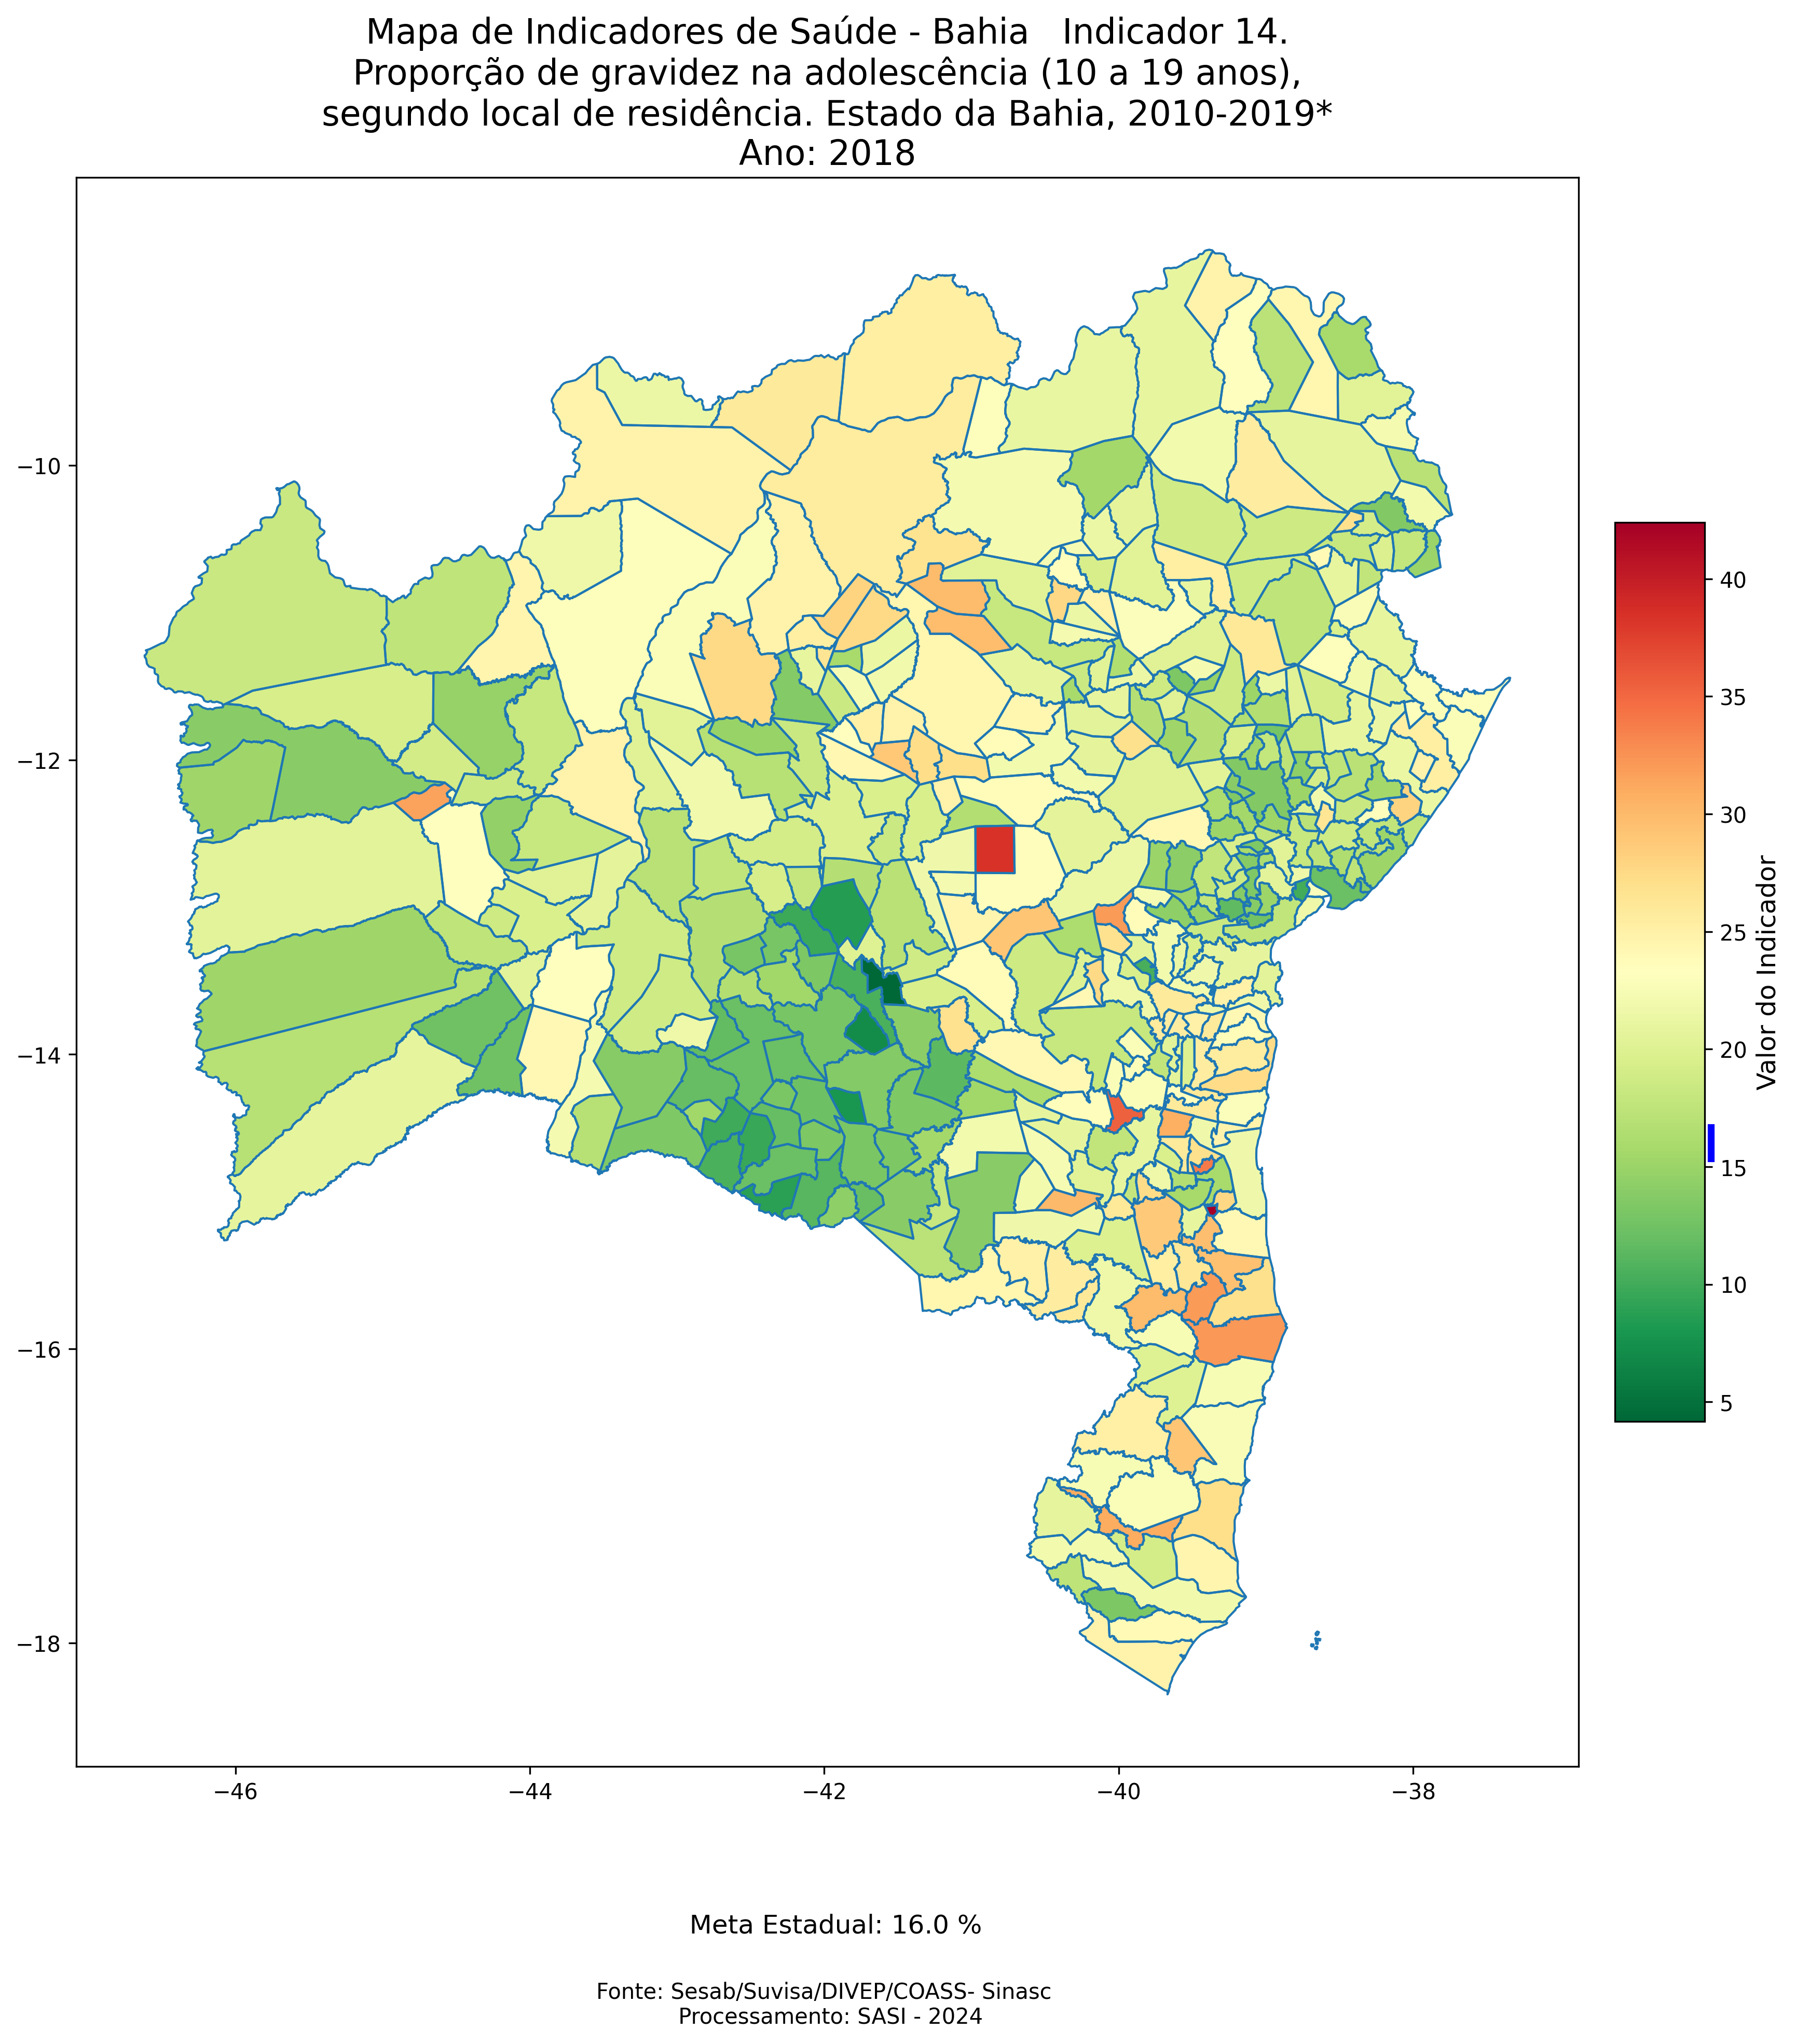 Mapa de Indicadores de Saúde - Bahia   Indicador 14.
Proporção de gravidez na adolescência (10 a 19 anos),
segundo local de residência. Estado da Bahia, 2010-2019*
Ano: 2018
−10
−12
−14
−16
−18
−46
−44
−42
−40
−38
40
35
30
25
20
15
10
5
Valor do Indicador
Meta Estadual: 16.0 %
Fonte: Sesab/Suvisa/DIVEP/COASS- Sinasc
Processamento: SASI - 2024